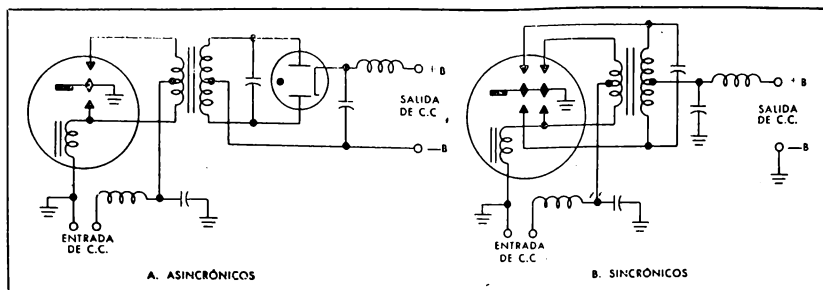 +B
SALIDA
DE C.C.
—B
ENTRADA
DE C.C.
A. ASINCRÓNICOS
+B
SALIDA
DE C.C.
—B
ENTRADA
DE C.C.
B. SINCRÓNICOS